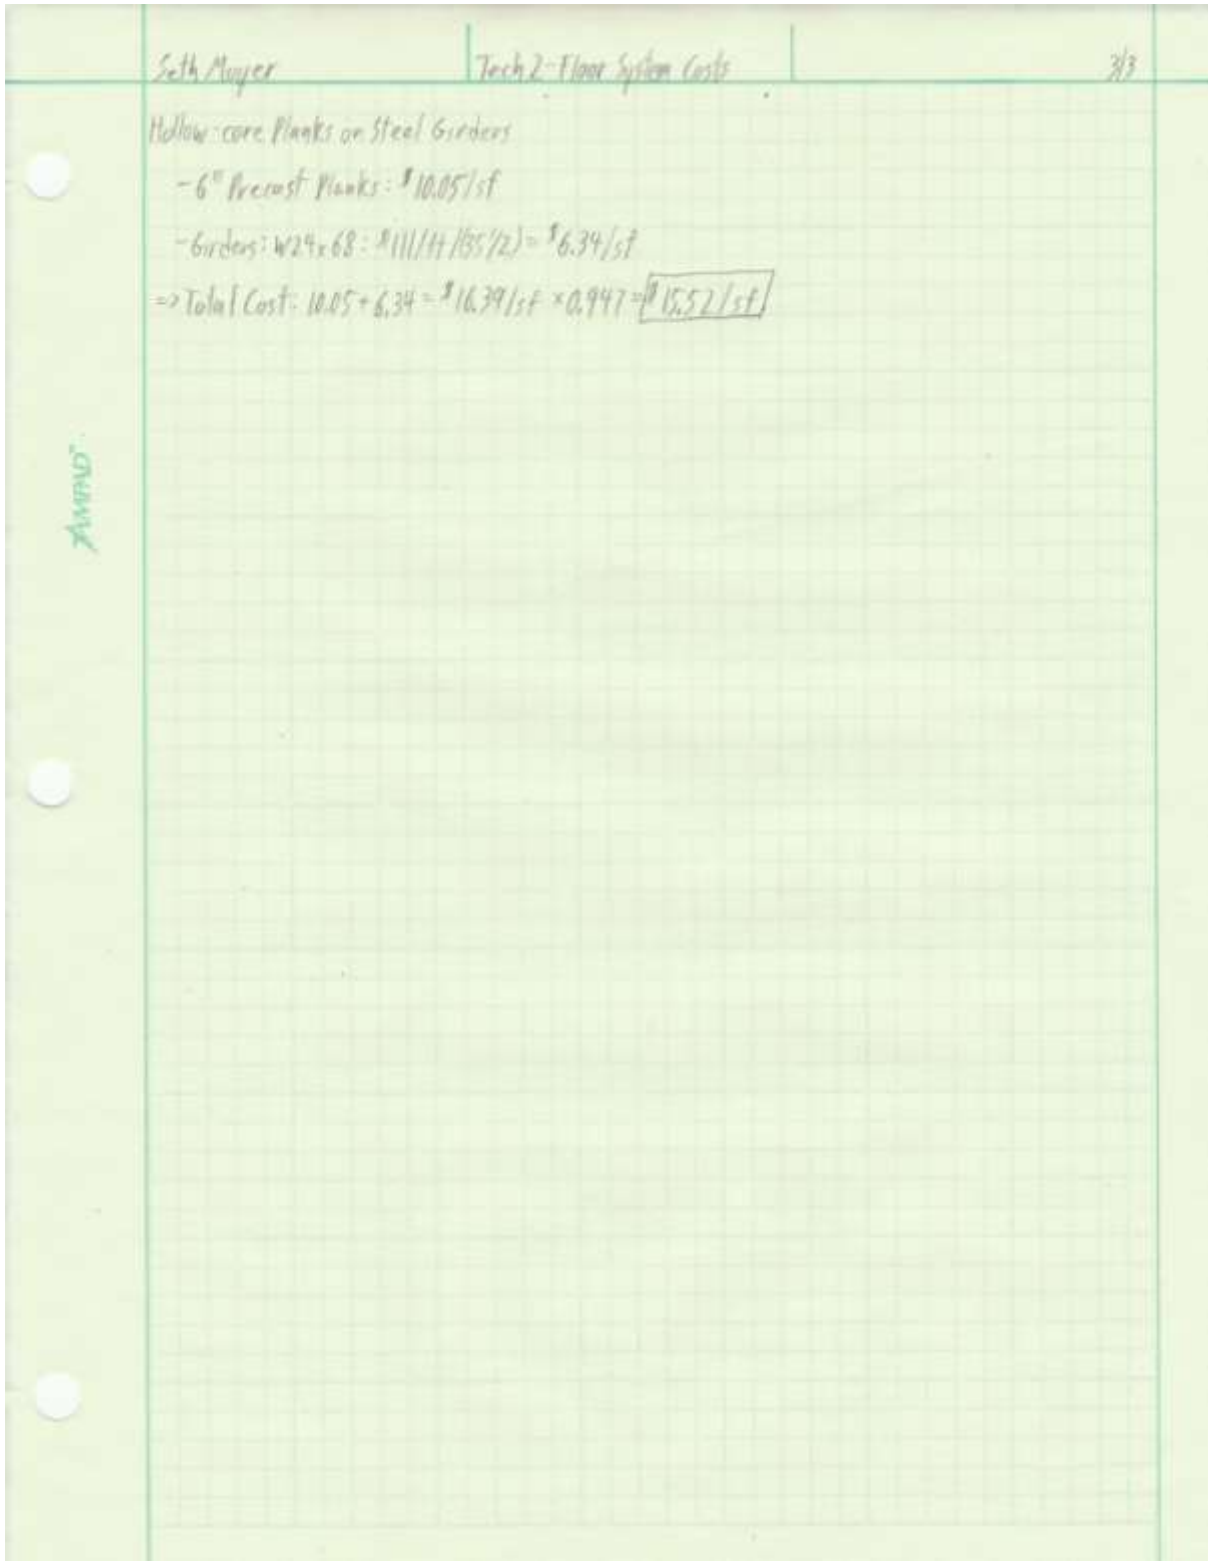 Seth Moyer Tech 2-Floor System Costs 3/3
Hollow-core Planks on Steel Girders
-6" Precast Planks: $10.05/sf
-Girders: W24x68: $111/ft/(35'/2) = $6.34/sf
=> Total Cost: 10.05 + 6.34 = $16.39/sf × 0.947 = $15.52/sf
AMPAD™